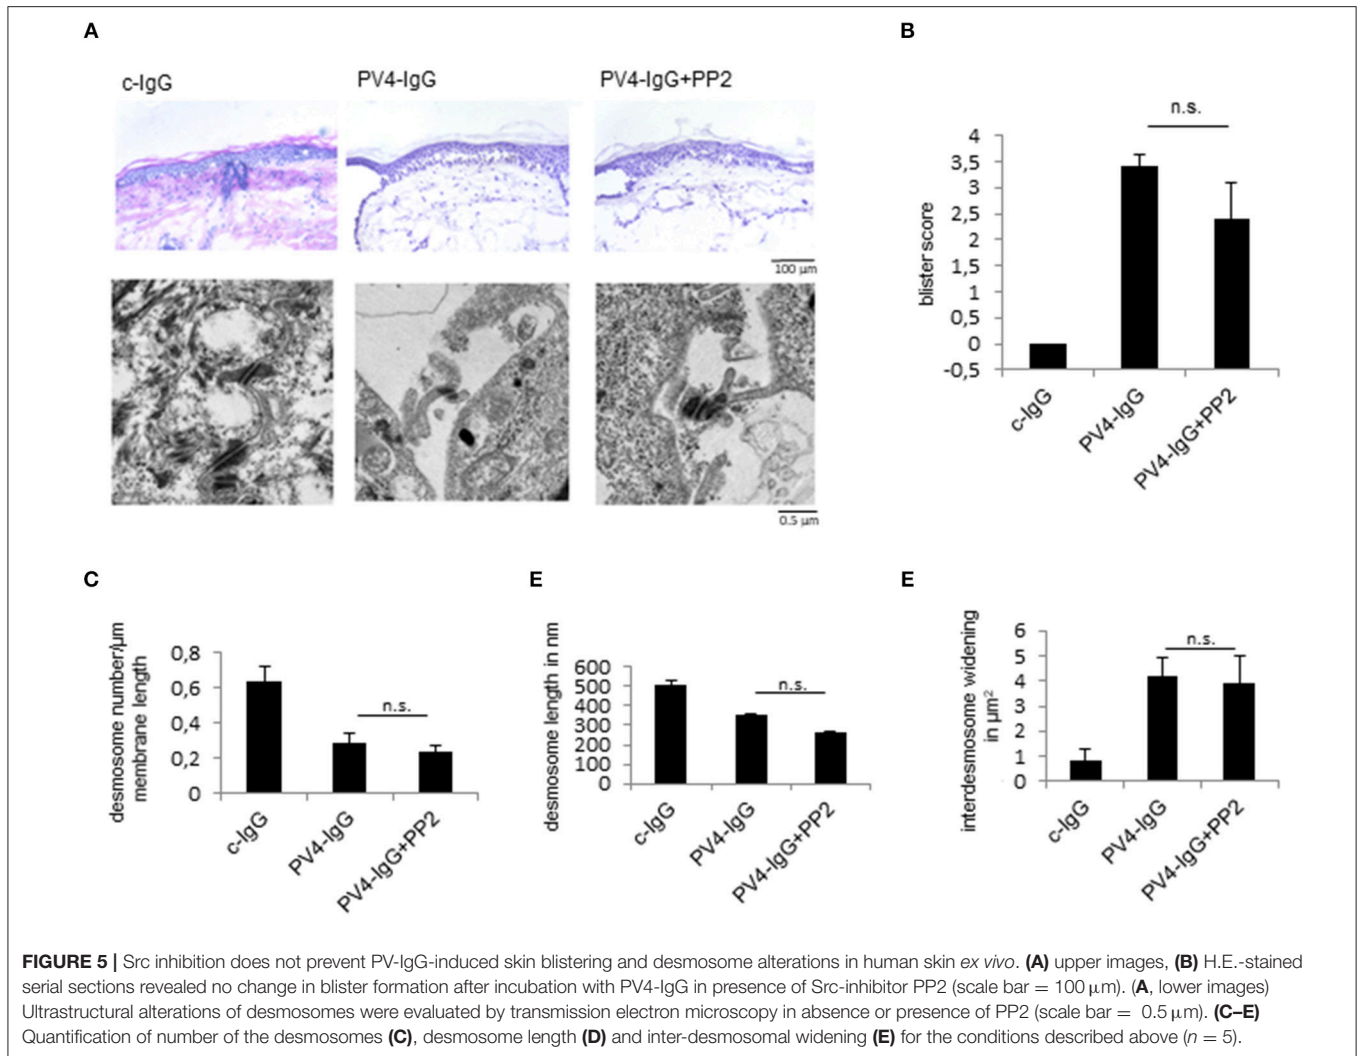 A
c-IgG
PV4-IgG
PV4-IgG+PP2
100 µm
0.5 µm
B
n.s.
blister score
4
3,5
3
2,5
2
1,5
1
0,5
0
-0,5
c-IgG
PV4-IgG
PV4-IgG+PP2
C
desmosome number/µm
membrane length
0,8
0,6
0,4
0,2
0
n.s.
c-IgG
PV4-IgG
PV4-IgG+PP2
E
desmosome length in nm
600
500
400
300
200
100
0
n.s.
c-IgG
PV4-IgG
PV4-IgG+PP2
E
interdesmosome widening
in µm²
6
5
4
3
2
1
0
n.s.
c-IgG
PV4-IgG
PV4-IgG+PP2
FIGURE 5 | Src inhibition does not prevent PV-IgG-induced skin blistering and desmosome alterations in human skin ex vivo. (A) upper images, (B) H.E.-stained
serial sections revealed no change in blister formation after incubation with PV4-IgG in presence of Src-inhibitor PP2 (scale bar = 100 µm). (A, lower images)
Ultrastructural alterations of desmosomes were evaluated by transmission electron microscopy in absence or presence of PP2 (scale bar = 0.5 µm). (C–E)
Quantification of number of the desmosomes (C), desmosome length (D) and inter-desmosomal widening (E) for the conditions described above (n = 5).